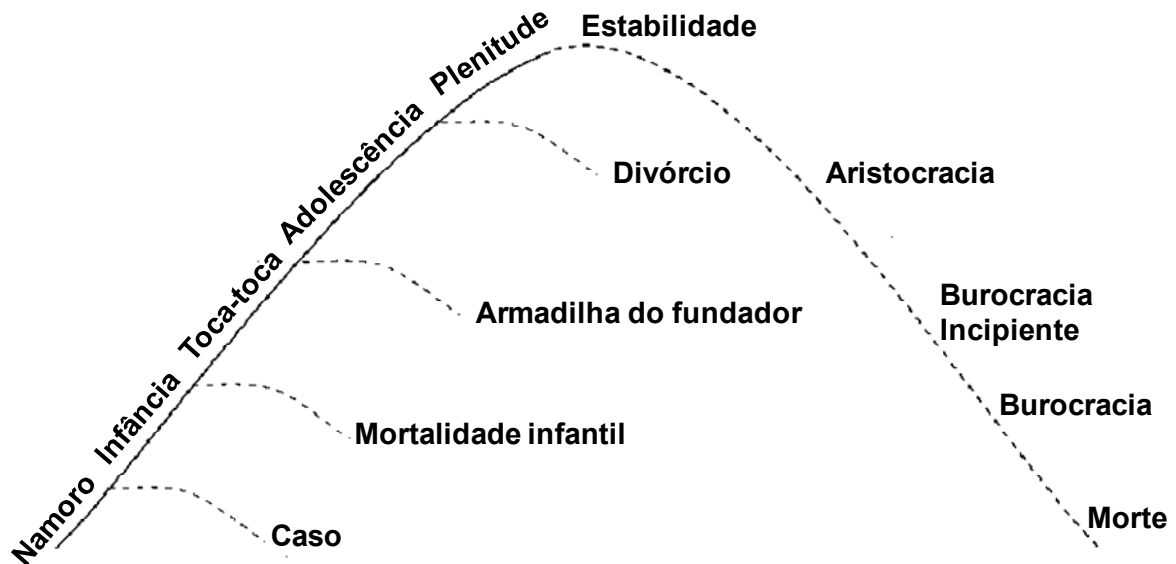 Namoro
Infância
Toca-toca
Adolescência
Plenitude
Estabilidade
Divórcio
Aristocracia
Armadilha do fundador
Burocracia
Incipiente
Mortalidade infantil
Burocracia
Caso
Morte